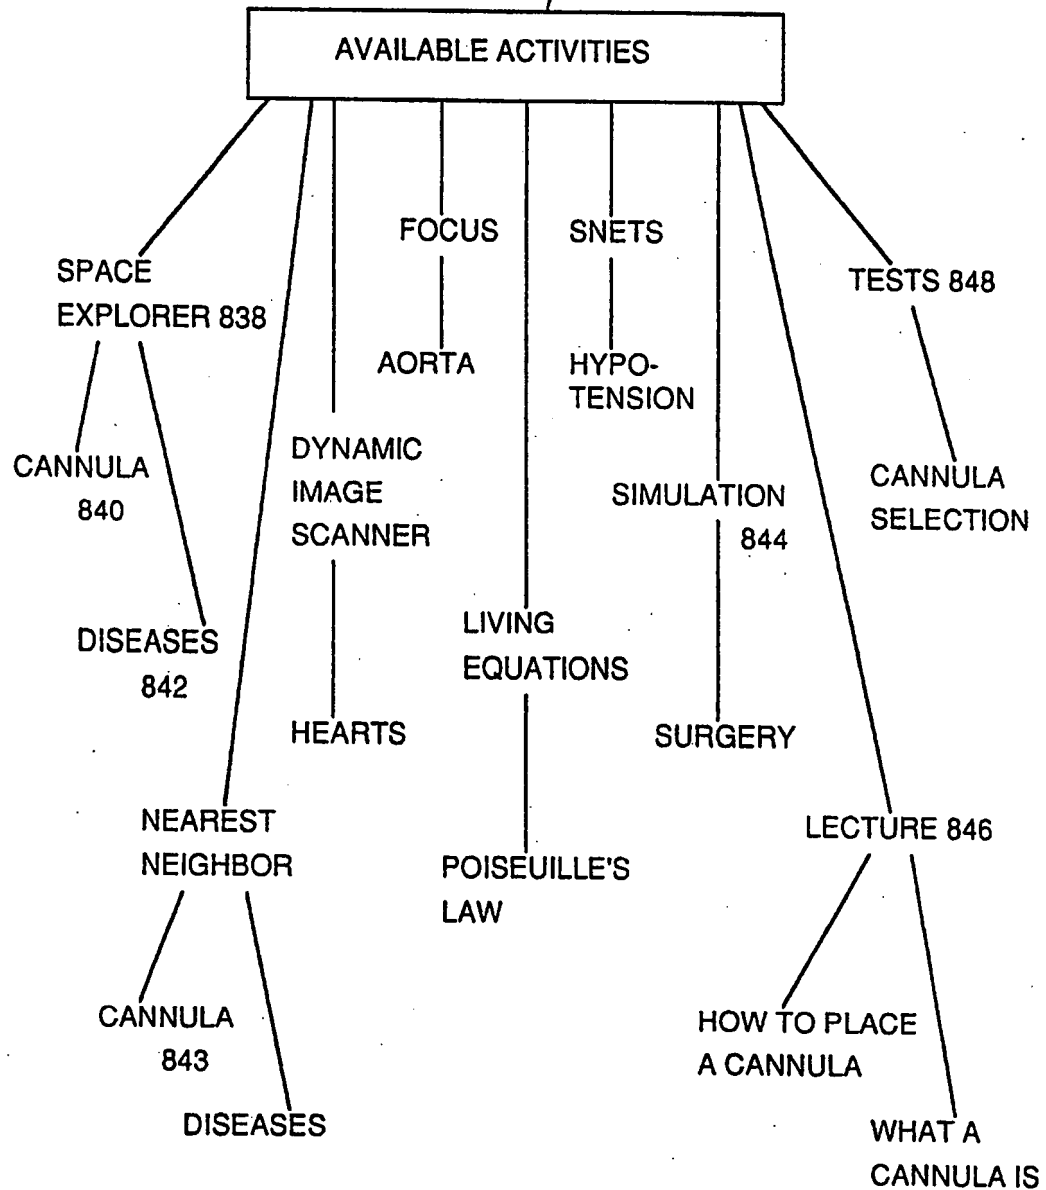 AVAILABLE ACTIVITIES
FOCUS
SNETS
SPACE
EXPLORER 838
TESTS 848
AORTA
HYPO-
TENSION
DYNAMIC
IMAGE
SCANNER
CANNULA
840
SIMULATION
844
CANNULA
SELECTION
LIVING
EQUATIONS
DISEASES
842
HEARTS
SURGERY
NEAREST
NEIGHBOR
LECTURE 846
POISEUILLE'S
LAW
CANNULA
843
HOW TO PLACE
A CANNULA
DISEASES
WHAT A
CANNULA IS